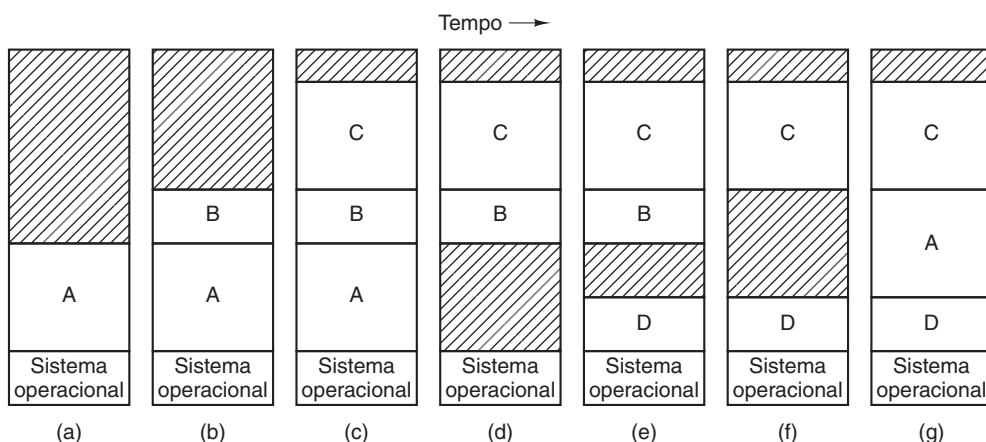 Tempo
C
C
C
C
C
B
B
B
B
A
A
A
A
D
D
D
Sistema
operacional
Sistema
operacional
Sistema
operacional
Sistema
operacional
Sistema
operacional
Sistema
operacional
Sistema
operacional
(a)
(b)
(c)
(d)
(e)
(f)
(g)